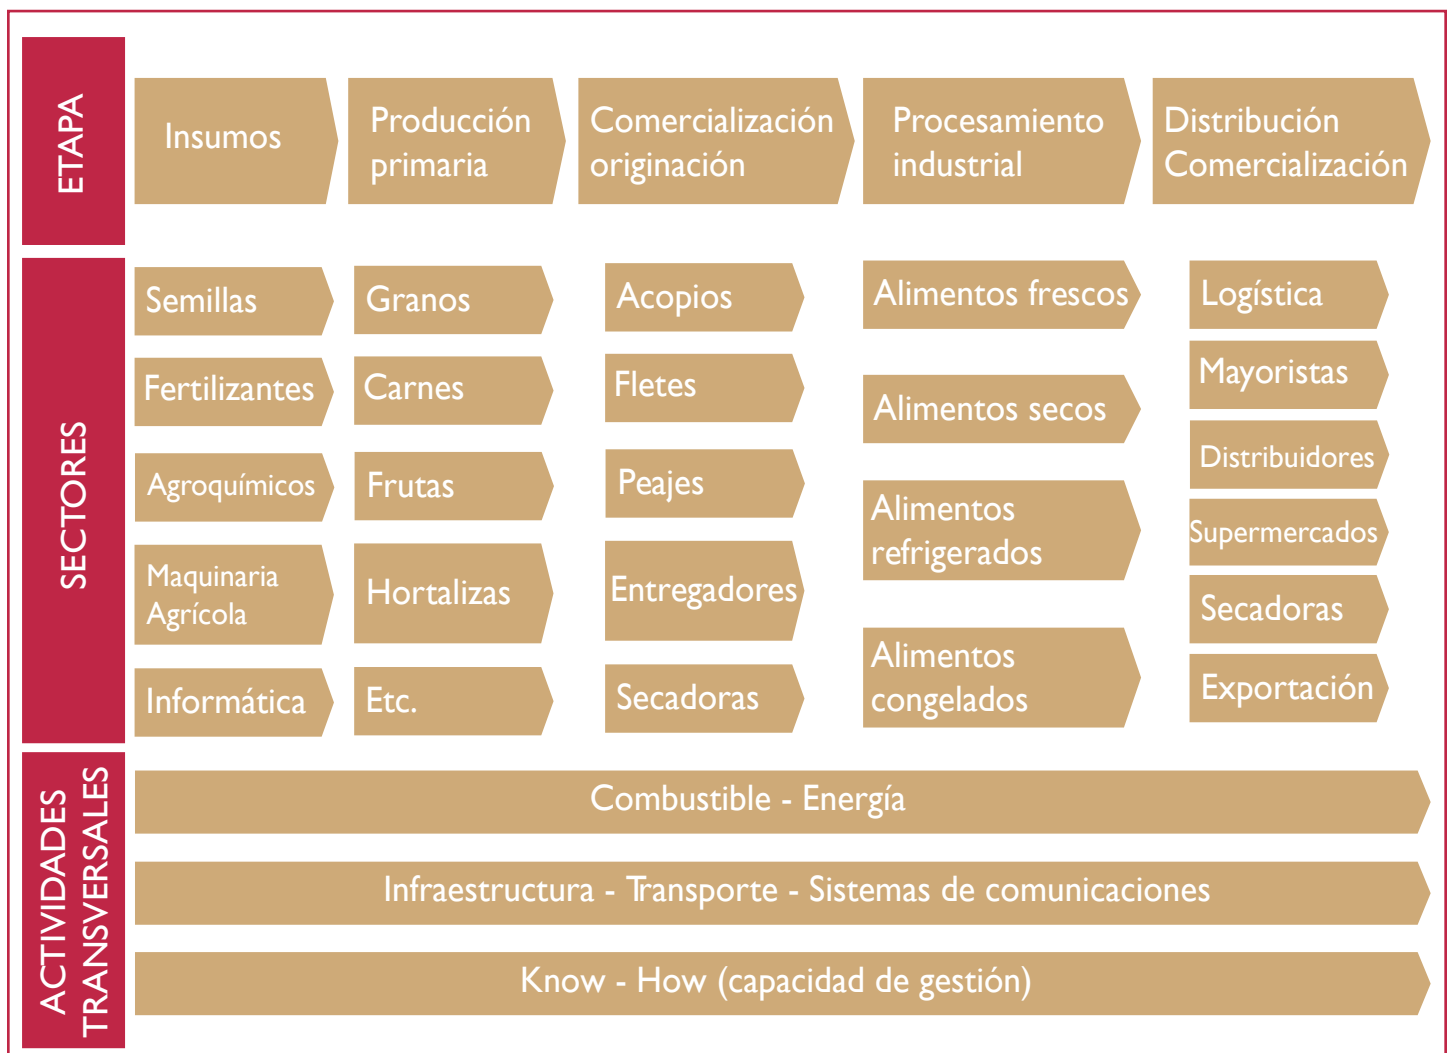 ETAPA
Insumos
Producción
primaria
Comercialización
originación
Procesamiento
industrial
Distribución
Comercialización
SECTORES
Semillas
Fertilizantes
Agroquímicos
Maquinaria
Agrícola
Informática
Granos
Carnes
Frutas
Hortalizas
Etc.
Acopios
Fletes
Peajes
Entregadores
Secadoras
Alimentos frescos
Alimentos secos
Alimentos
refrigerados
Alimentos
congelados
Logística
Mayoristas
Distribuidores
Supermercados
Secadoras
Exportación
ACTIVIDADES
TRANSVERSALES
Combustible - Energía
Infraestructura - Transporte - Sistemas de comunicaciones
Know - How (capacidad de gestión)